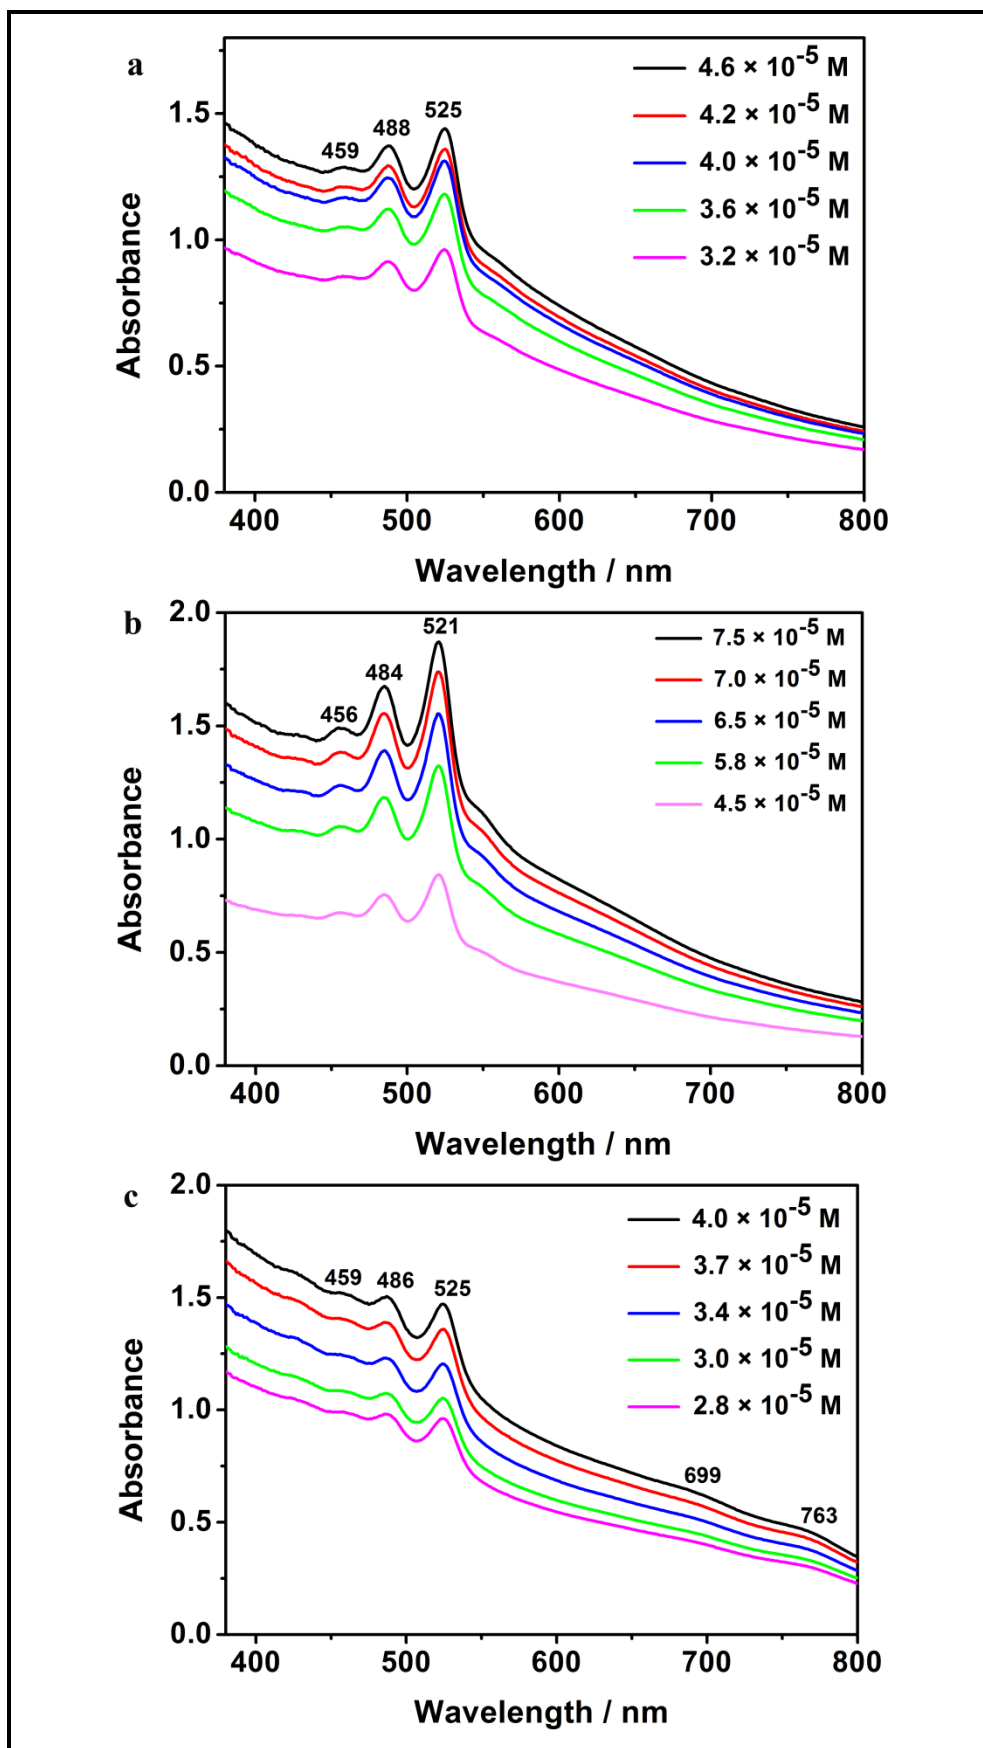 a
4.6 × 10⁻⁵ M
4.2 × 10⁻⁵ M
4.0 × 10⁻⁵ M
3.6 × 10⁻⁵ M
3.2 × 10⁻⁵ M
459 488 525
1.5
1.0
0.5
0.0
Absorbance
400 500 600 700 800
Wavelength / nm
b
7.5 × 10⁻⁵ M
7.0 × 10⁻⁵ M
6.5 × 10⁻⁵ M
5.8 × 10⁻⁵ M
4.5 × 10⁻⁵ M
456 484 521
2.0
1.5
1.0
0.5
0.0
Absorbance
400 500 600 700 800
Wavelength / nm
c
4.0 × 10⁻⁵ M
3.7 × 10⁻⁵ M
3.4 × 10⁻⁵ M
3.0 × 10⁻⁵ M
2.8 × 10⁻⁵ M
459 486 525
699 763
2.0
1.5
1.0
0.5
0.0
Absorbance
400 500 600 700 800
Wavelength / nm